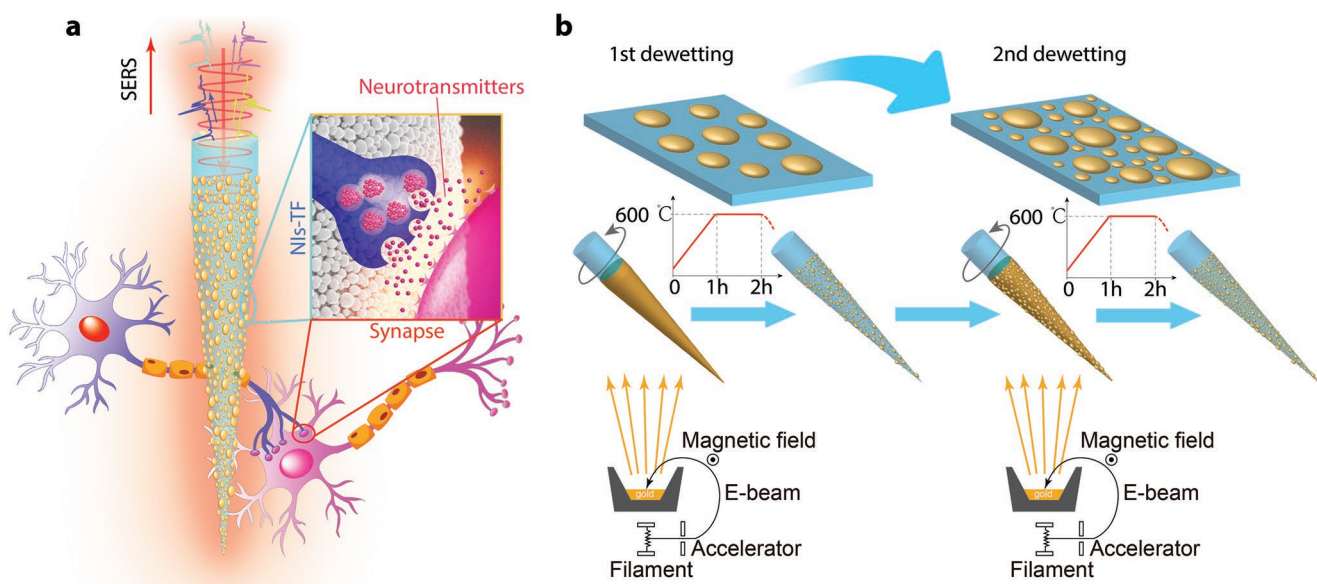 a
SERS
Neurotransmitters
NIs-TF
Synapse
b
1st dewetting
2nd dewetting
600 °C
0 1h 2h
600 °C
0 1h 2h
Magnetic field
gold
E-beam
Accelerator
Filament
Magnetic field
gold
E-beam
Accelerator
Filament